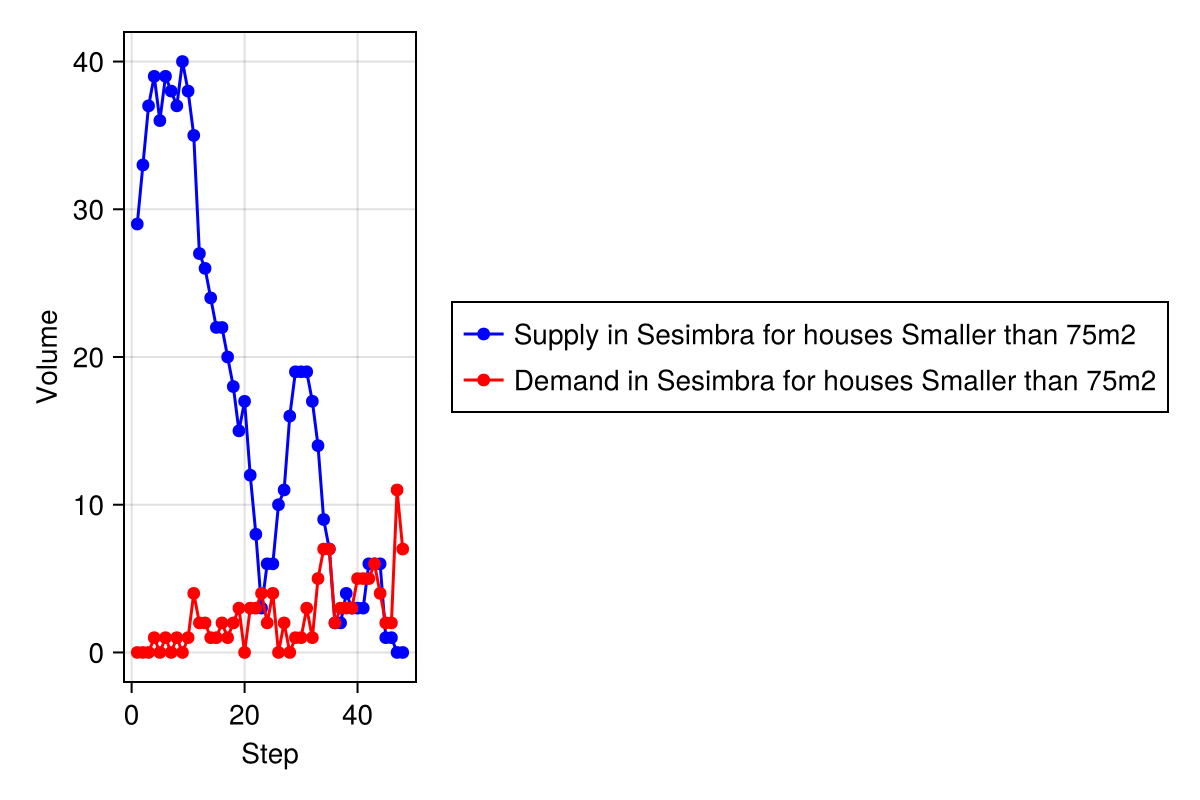 40
30
20
10
0
Volume
0 20 40
Step
Supply in Sesimbra for houses Smaller than 75m2
Demand in Sesimbra for houses Smaller than 75m2